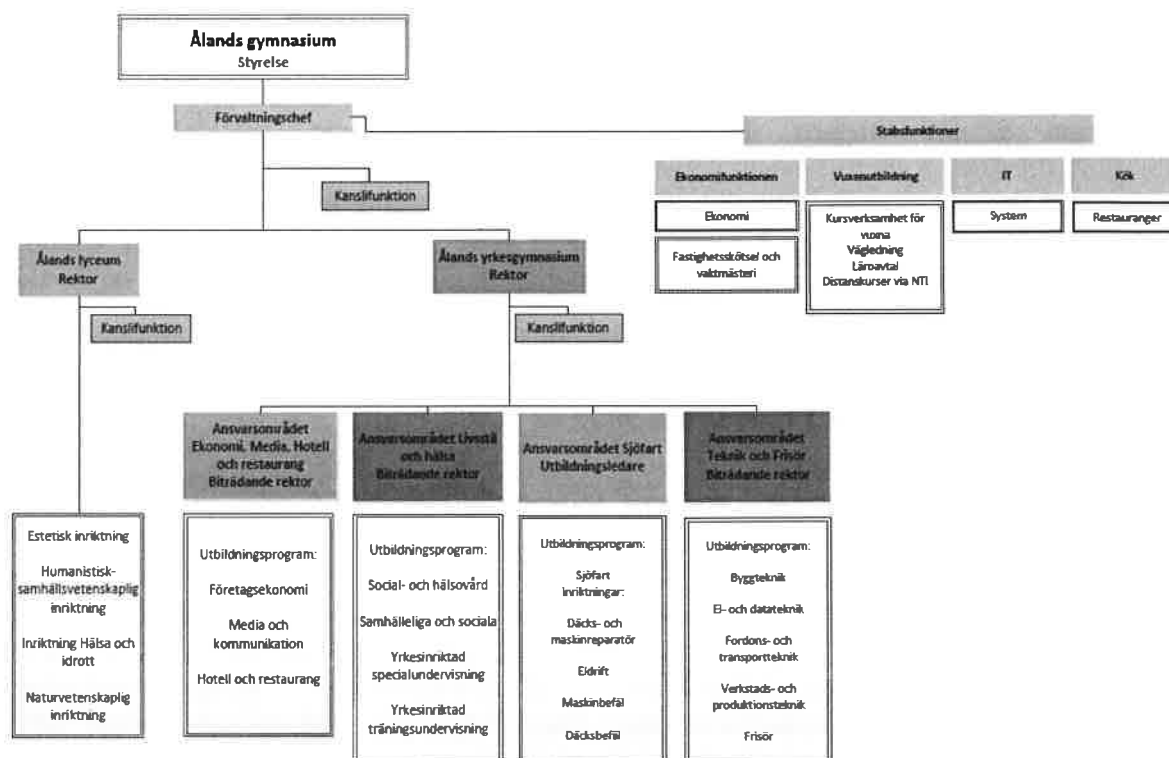 Ålands gymnasium
Styrelse
Förvaltningschef
Stabsfunktioner
Kanslifunktion
Ekonomifunktionen
Ekonomi
Fastighetsskötsel och
vaktmästeri
Vuxenutbildning
Kursverksamhet för
vuxna
Vägledning
Läroavtal
Distanskurser via NTI
IT
System
Kök
Restauranger
Ålands lyceum
Rektor
Kanslifunktion
Ålands yrkesgymnasium
Rektor
Kanslifunktion
Estetisk inriktning
Humanistisk-
samhällsvetenskaplig
inriktning
Inriktning Hälsa och
idrott
Naturvetenskaplig
inriktning
Ansvarsområdet
Ekonomi, Media, Hotell
och restaurang
Biträdande rektor
Utbildningsprogram:
Företagsekonomi
Media och
kommunikation
Hotell och restaurang
Ansvarsområdet Livsstil
och hälsa
Biträdande rektor
Utbildningsprogram:
Social- och hälsovård
Samhälleliga och sociala
Yrkesinriktad
specialundervisning
Yrkesinriktad
träningsundervisning
Ansvarsområdet Sjöfart
Utbildningsledare
Utbildningsprogram:
Sjöfart
Inriktningar:
Däcks- och
maskinreparatör
Eldrift
Maskinbefäl
Däcksbefäl
Ansvarsområdet
Teknik och Frisör
Biträdande rektor
Utbildningsprogram:
Byggteknik
El- och datateknik
Fordons- och
transportteknik
Verkstads- och
produktionsteknik
Frisör